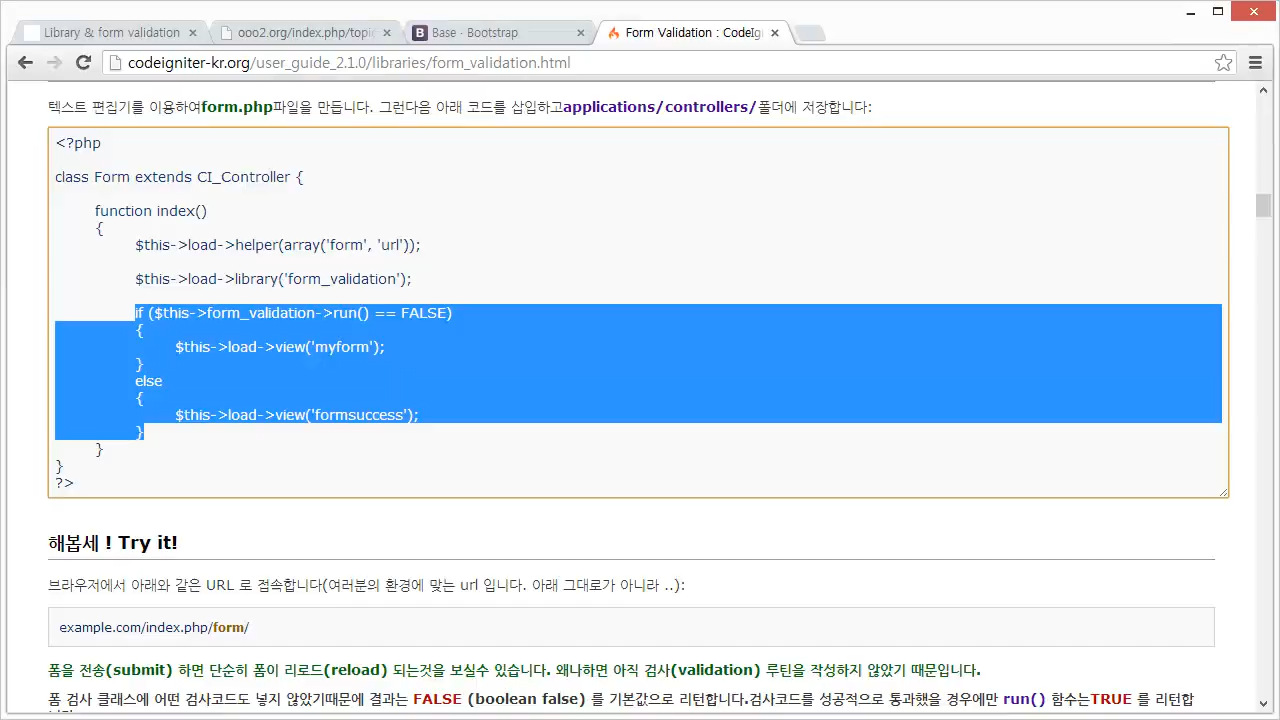 Library & form validation
ooo2.org/index.php/topi
Base · Bootstrap
Form Validation : CodeIg
codeigniter-kr.org/user_guide_2.1.0/libraries/form_validation.html
텍스트 편집기를 이용하여form.php파일을 만듭니다. 그런다음 아래 코드를 삽입하고applications/controllers/폴더에 저장합니다:
<?php
class Form extends CI_Controller {
function index()
{
$this->load->helper(array('form', 'url'));
$this->load->library('form_validation');
if ($this->form_validation->run() == FALSE)
{
$this->load->view('myform');
}
else
{
$this->load->view('formsuccess');
}
}
}
?>
해봅세 ! Try it!
브라우저에서 아래와 같은 URL 로 접속합니다(여러분의 환경에 맞는 url 입니다. 아래 그대로가 아니라 ..):
example.com/index.php/form/
폼을 전송(submit) 하면 단순히 폼이 리로드(reload) 되는것을 보실수 있습니다. 왜나하면 아직 검사(validation) 루틴을 작성하지 않았기 때문입니다.
폼 검사 클래스에 어떤 검사코드도 넣지 않았기때문에 결과는 FALSE (boolean false) 를 기본값으로 리턴합니다.검사코드를 성공적으로 통과했을 경우에만 run() 함수는TRUE 를 리턴합